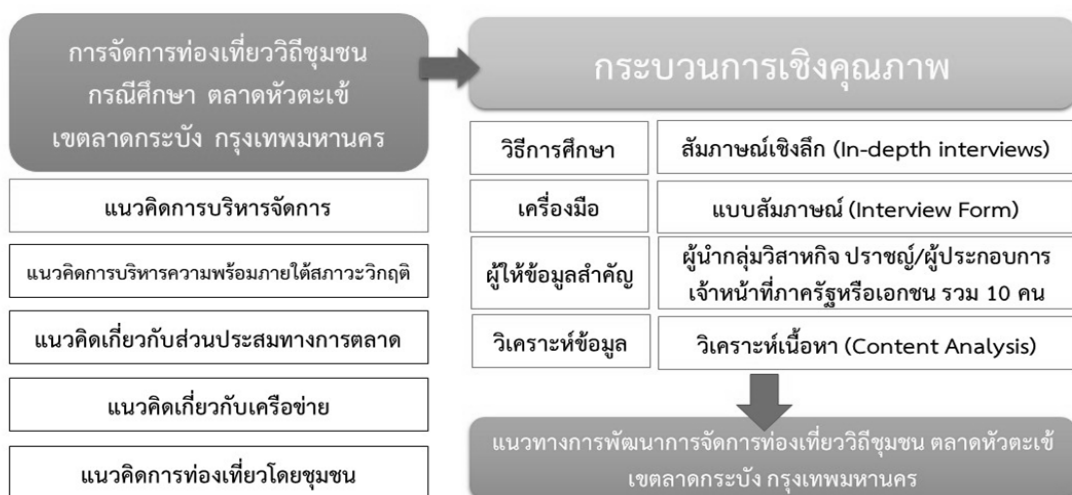 การจัดการท่องเที่ยววิถีชุมชน
กรณีศึกษา ตลาดหัวตะเข้
เขตลาดกระบัง กรุงเทพมหานคร
แนวคิดการบริหารจัดการ
แนวคิดการบริหารความพร้อมภายใต้สภาวะวิกฤติ
แนวคิดเกี่ยวกับส่วนประสมทางการตลาด
แนวคิดเกี่ยวกับเครือข่าย
แนวคิดการท่องเที่ยวโดยชุมชน
กระบวนการเชิงคุณภาพ
วิธีการศึกษา
สัมภาษณ์เชิงลึก (In-depth interviews)
เครื่องมือ
แบบสัมภาษณ์ (Interview Form)
ผู้ให้ข้อมูลสำคัญ
ผู้นำกลุ่มวิสาหกิจ ปราชญ์/ผู้ประกอบการ
เจ้าหน้าที่ภาครัฐหรือเอกชน รวม 10 คน
วิเคราะห์ข้อมูล
วิเคราะห์เนื้อหา (Content Analysis)
แนวทางการพัฒนาการจัดการท่องเที่ยววิถีชุมชน ตลาดหัวตะเข้
เขตลาดกระบัง กรุงเทพมหานคร